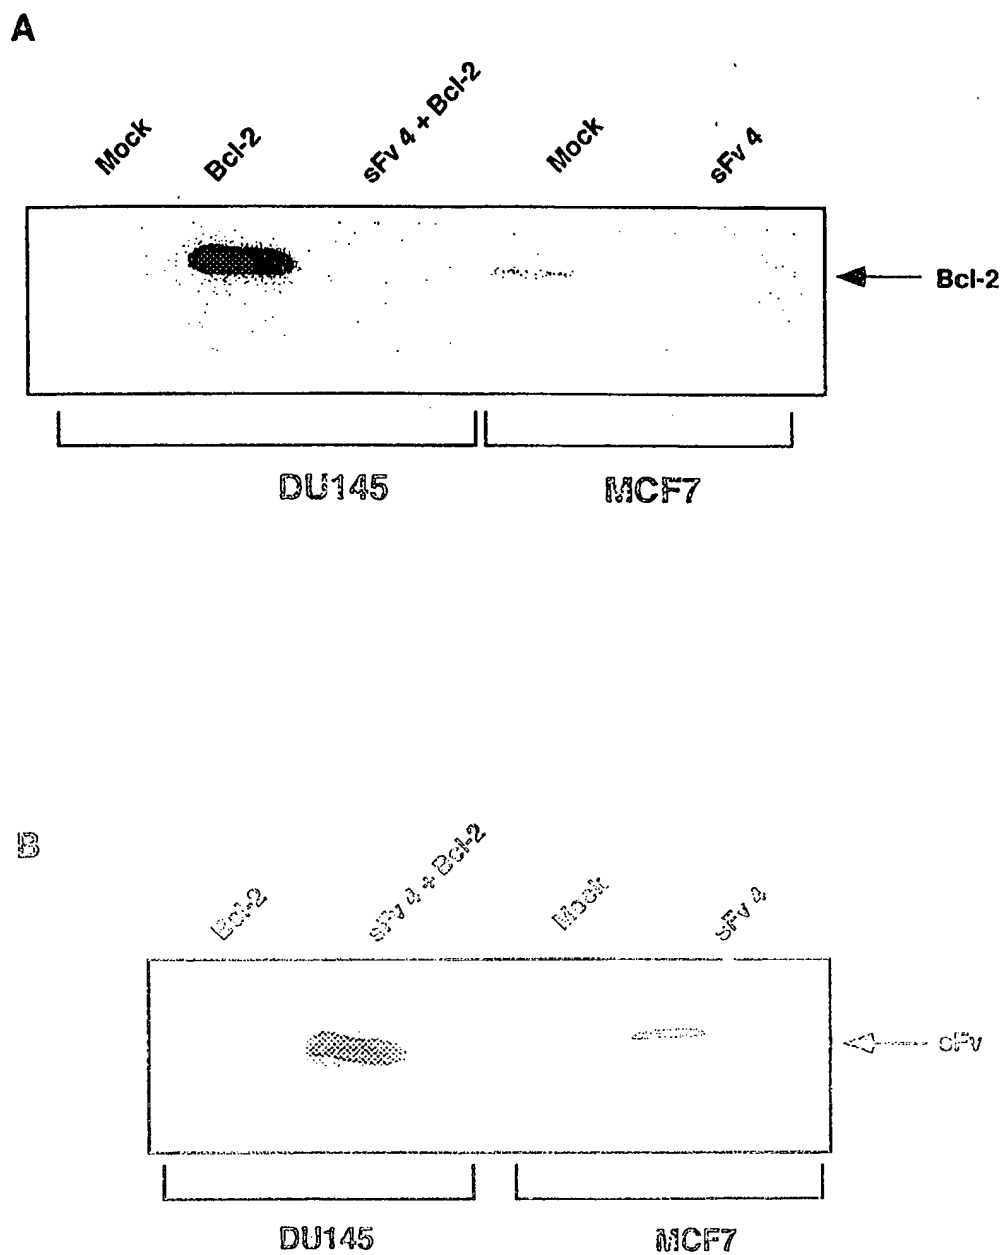 A
Mock Bcl-2 sFv 4 + Bcl-2 Mock sFv 4
Bcl-2
DU145 MCF7
B
Bcl-2 sFv 4 + Bcl-2 Mock sFv 4
sFv
DU145 MCF7